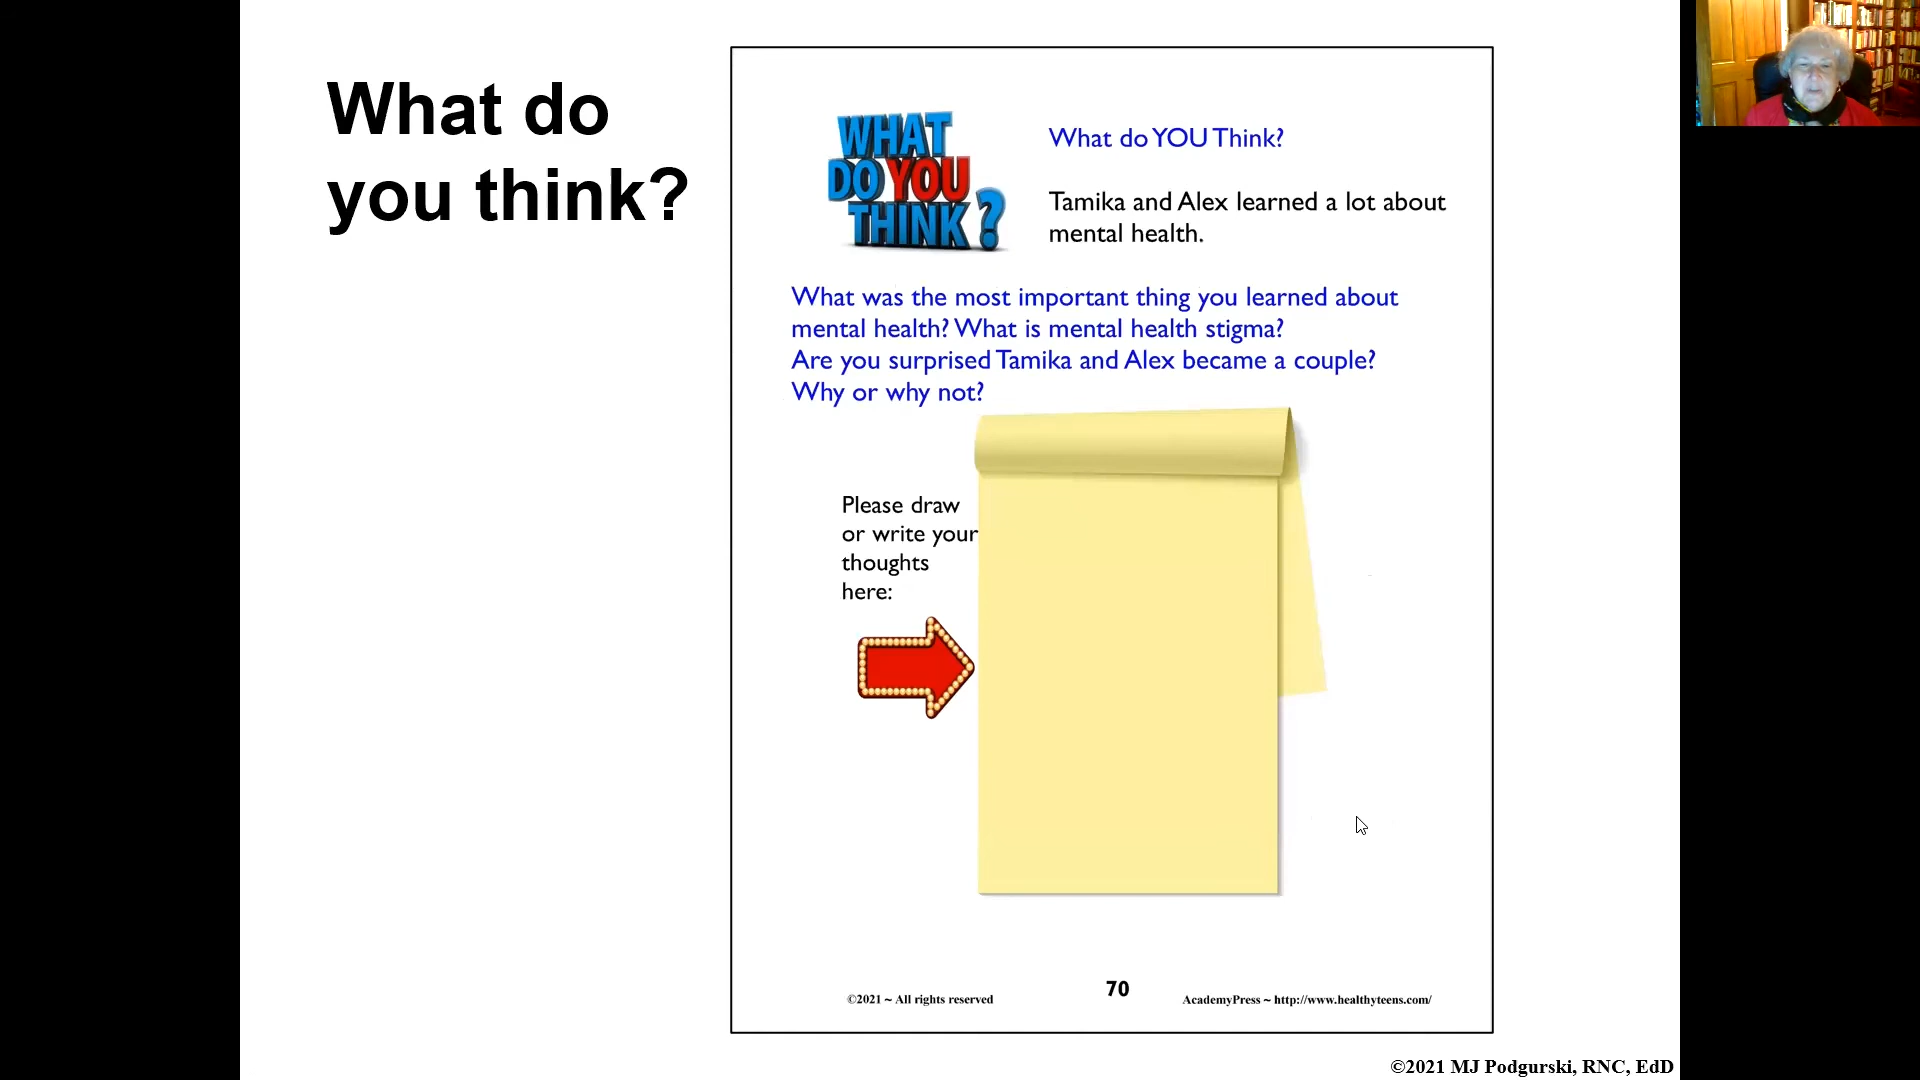 What do
you think?
WHAT
DO YOU
THINK?
What do YOU Think?
Tamika and Alex learned a lot about
mental health.
What was the most important thing you learned about
mental health? What is mental health stigma?
Are you surprised Tamika and Alex became a couple?
Why or why not?
Please draw
or write your
thoughts
here:
©2021 ~ All rights reserved
70
AcademyPress ~ http://www.healthyteens.com/
©2021 MJ Podgurski, RNC, EdD